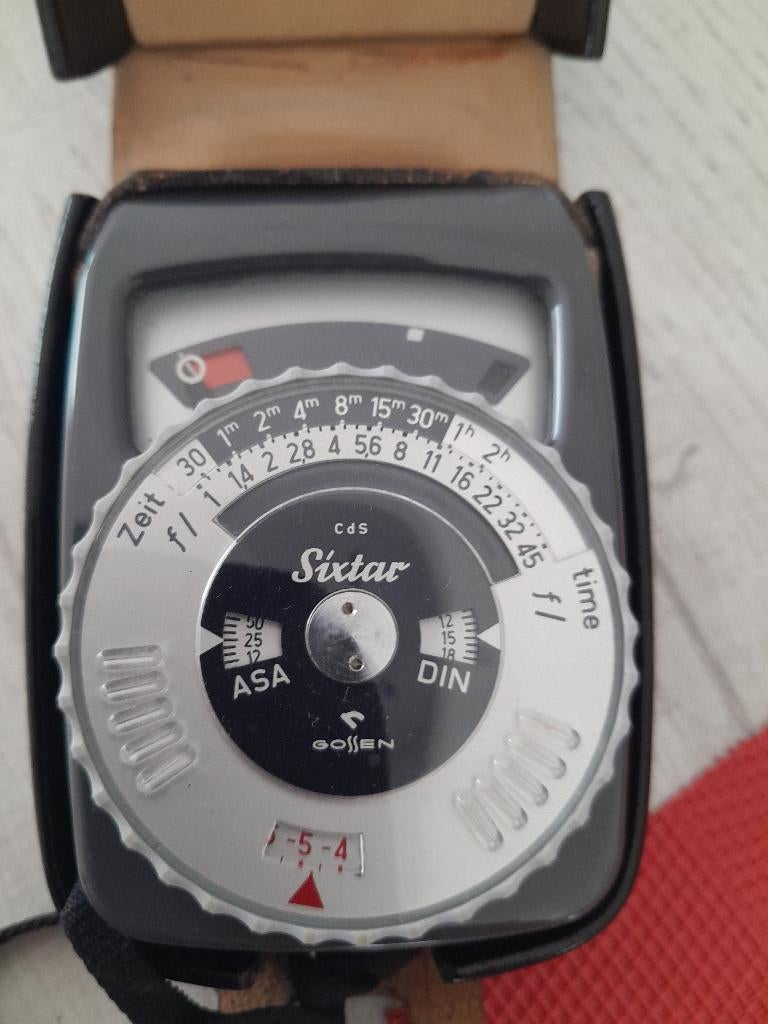 Zeit 30 1m 2m 4m 8m 15m 30m 1h 2h time
f/ 1 1,4 2 2,8 4 5,6 8 11 16 22 32 45 f/
CdS
Sixtar
50 12
25 15
12 18
ASA DIN
GOSSEN
-5 -4